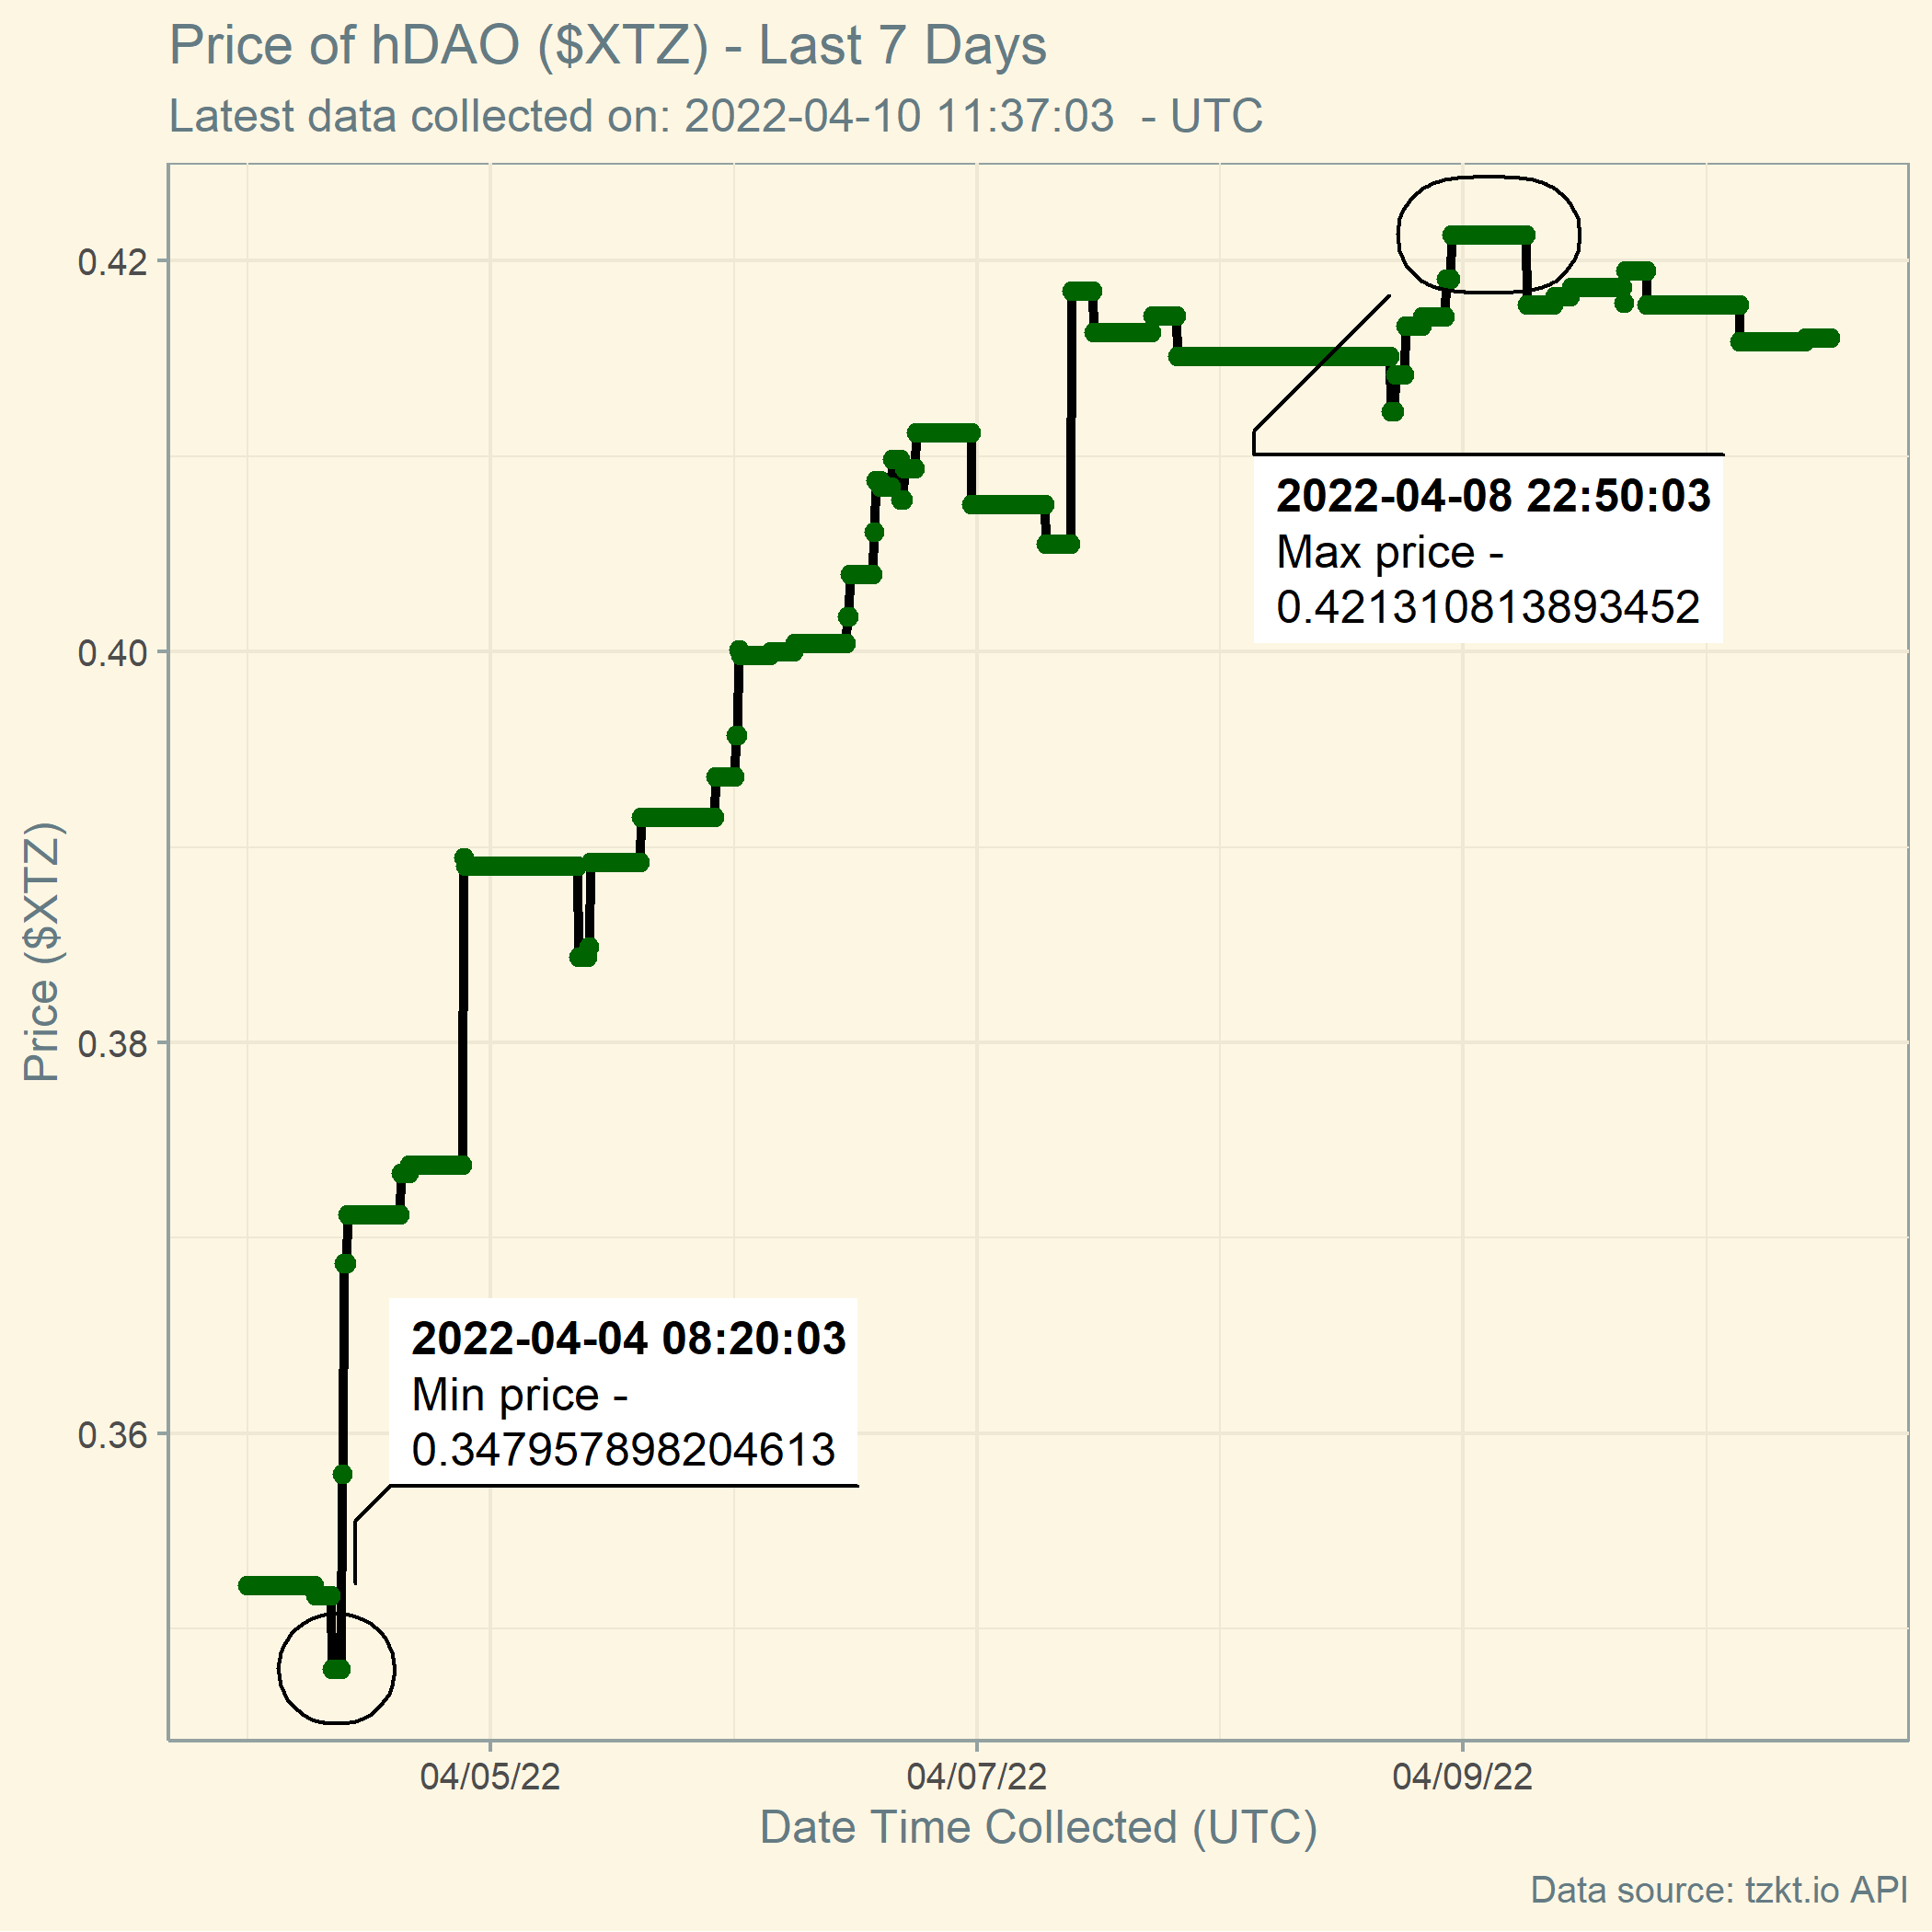 Price of hDAO ($XTZ) - Last 7 Days
Latest data collected on: 2022-04-10 11:37:03  - UTC
0.42
0.40
0.38
0.36
Price ($XTZ)
2022-04-08 22:50:03
Max price -
0.421310813893452
2022-04-04 08:20:03
Min price -
0.347957898204613
04/05/22
04/07/22
04/09/22
Date Time Collected (UTC)
Data source: tzkt.io API